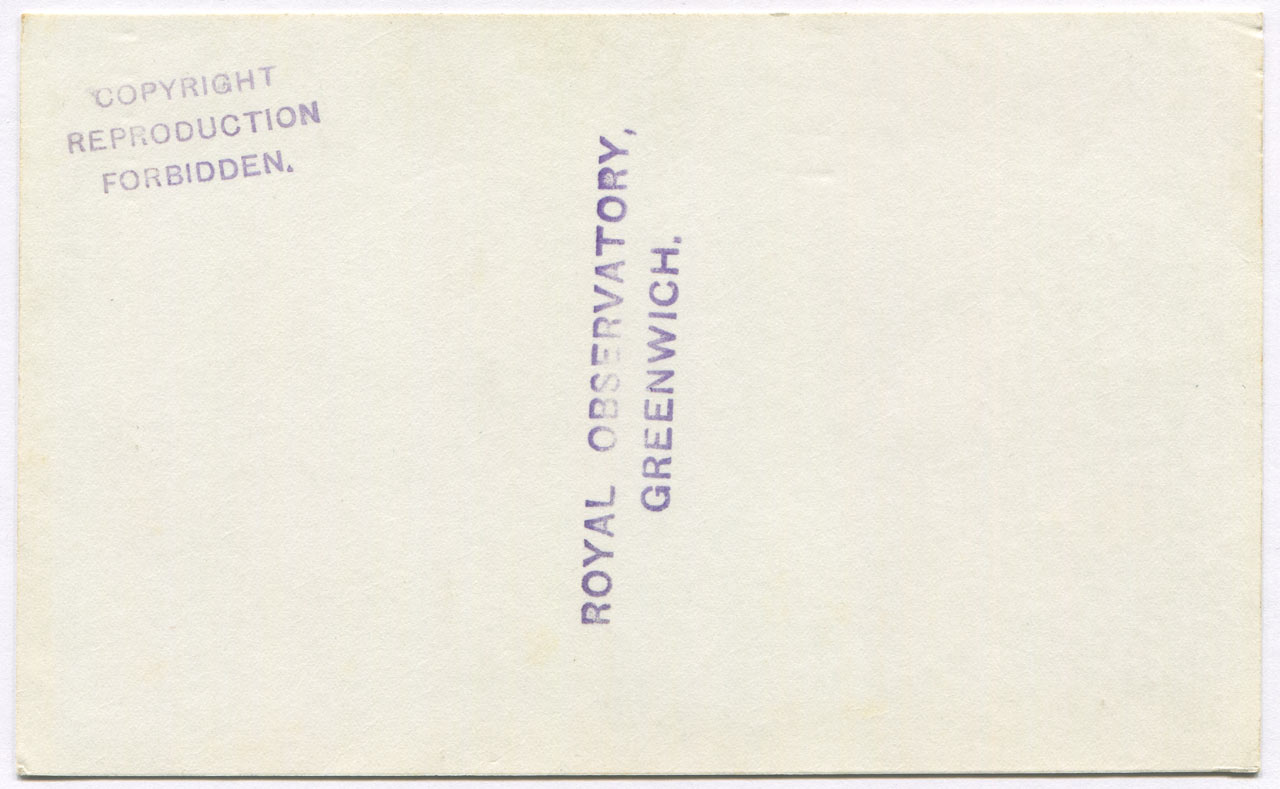 COPYRIGHT
REPRODUCTION
FORBIDDEN.
ROYAL OBSERVATORY,
GREENWICH.